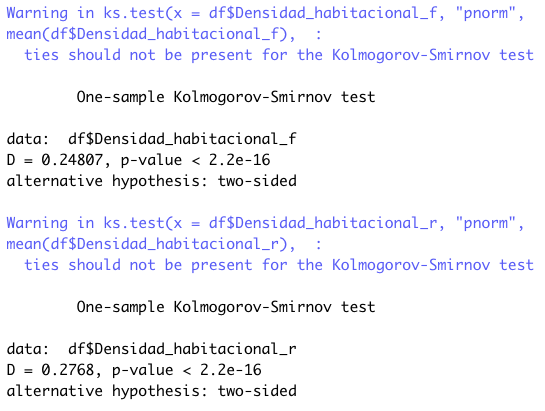 Warning in ks.test(x = df$Densidad_habitacional_f, "pnorm",
mean(df$Densidad_habitacional_f),  :
  ties should not be present for the Kolmogorov-Smirnov test
One-sample Kolmogorov-Smirnov test
data:  df$Densidad_habitacional_f
D = 0.24807, p-value < 2.2e-16
alternative hypothesis: two-sided
Warning in ks.test(x = df$Densidad_habitacional_r, "pnorm",
mean(df$Densidad_habitacional_r),  :
  ties should not be present for the Kolmogorov-Smirnov test
One-sample Kolmogorov-Smirnov test
data:  df$Densidad_habitacional_r
D = 0.2768, p-value < 2.2e-16
alternative hypothesis: two-sided